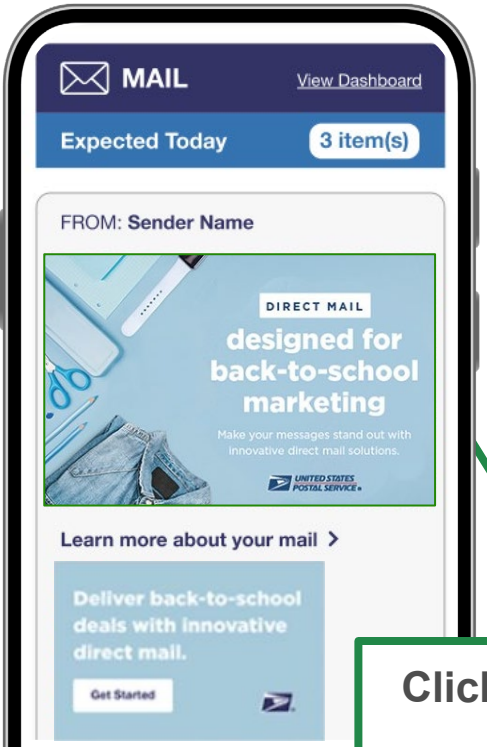 MAIL
View Dashboard
Expected Today
3 item(s)
FROM: Sender Name
DIRECT MAIL
designed for
back-to-school
marketing
Make your messages stand out with
innovative direct mail solutions.
UNITED STATES
POSTAL SERVICE
Learn more about your mail >
Deliver back-to-school
deals with innovative
direct mail.
Get Started